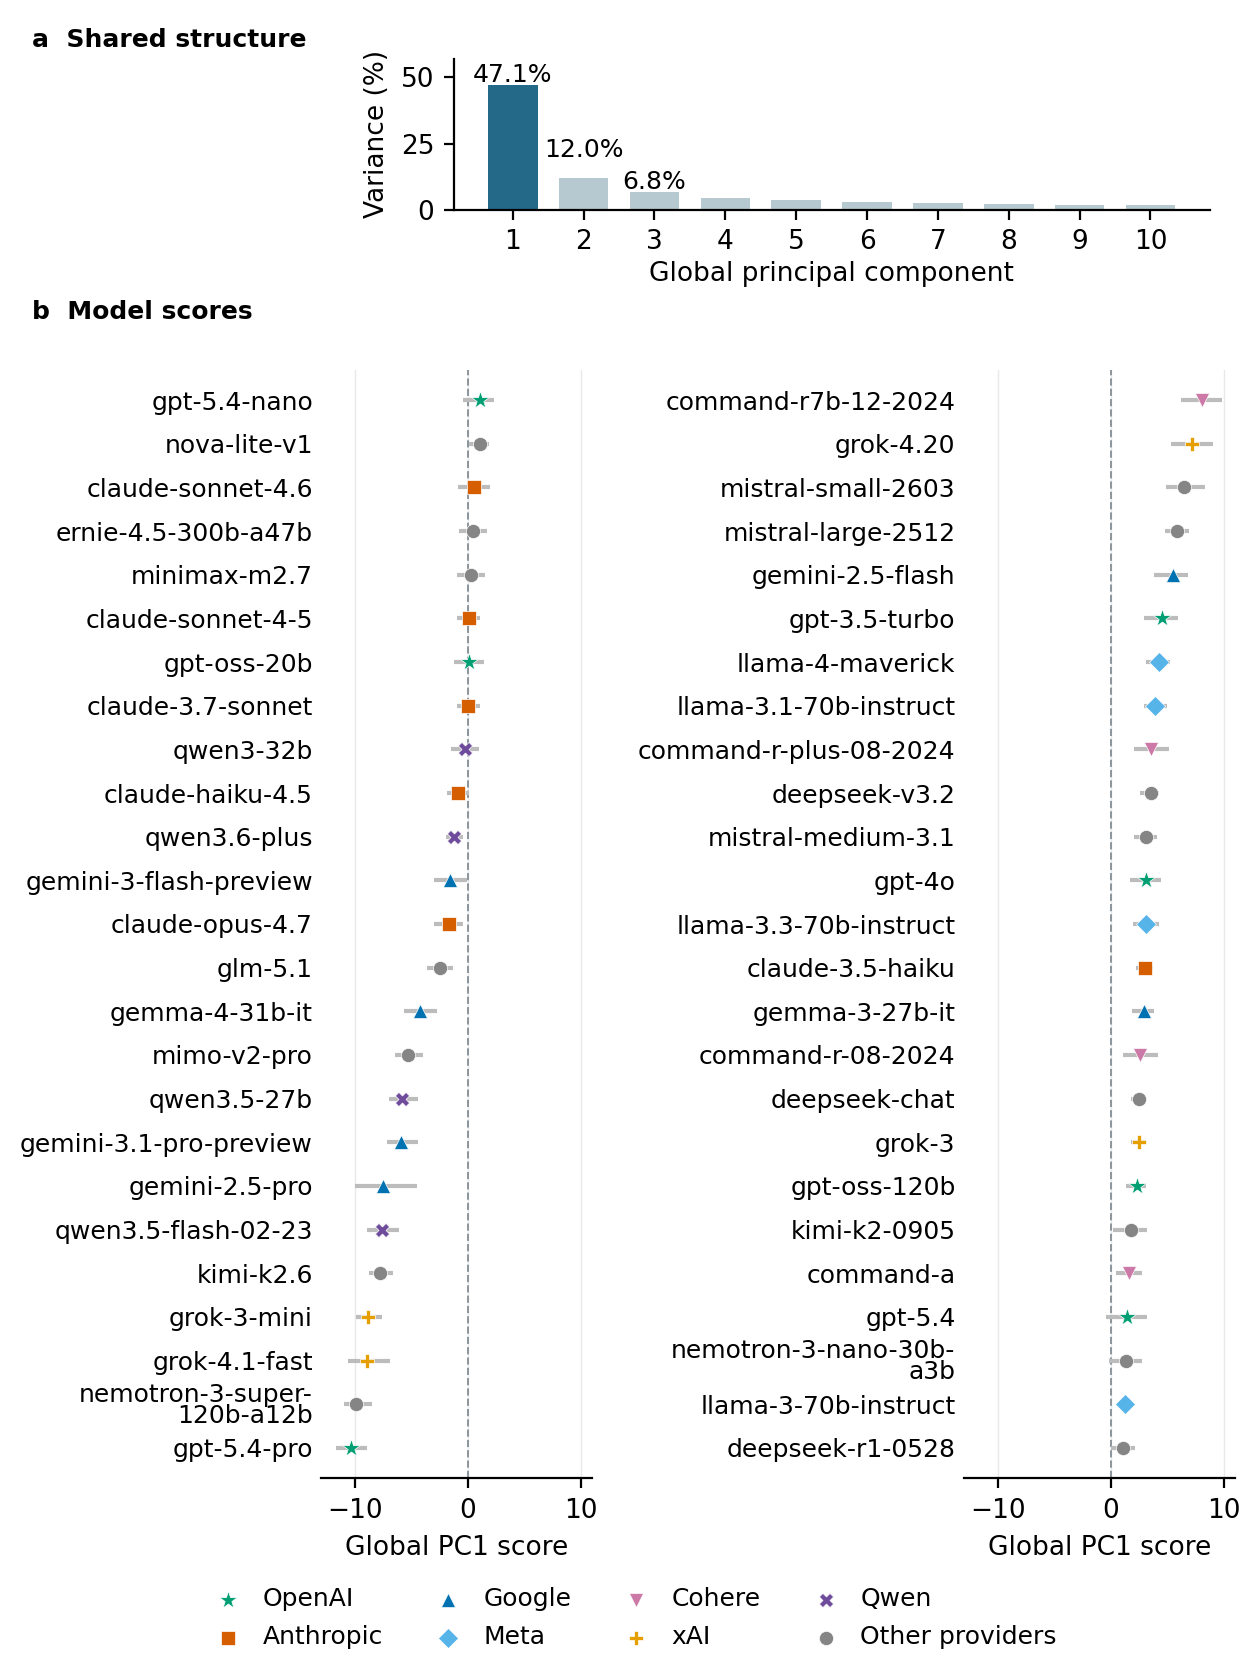 a Shared structure
Variance (%)
50
25
0
47.1%
12.0%
6.8%
1 2 3 4 5 6 7 8 9 10
Global principal component
b Model scores
gpt-5.4-nano
nova-lite-v1
claude-sonnet-4.6
ernie-4.5-300b-a47b
minimax-m2.7
claude-sonnet-4-5
gpt-oss-20b
claude-3.7-sonnet
qwen3-32b
claude-haiku-4.5
qwen3.6-plus
gemini-3-flash-preview
claude-opus-4.7
glm-5.1
gemma-4-31b-it
mimo-v2-pro
qwen3.5-27b
gemini-3.1-pro-preview
gemini-2.5-pro
qwen3.5-flash-02-23
kimi-k2.6
grok-3-mini
grok-4.1-fast
nemotron-3-super-
120b-a12b
gpt-5.4-pro
−10 0 10
Global PC1 score
command-r7b-12-2024
grok-4.20
mistral-small-2603
mistral-large-2512
gemini-2.5-flash
gpt-3.5-turbo
llama-4-maverick
llama-3.1-70b-instruct
command-r-plus-08-2024
deepseek-v3.2
mistral-medium-3.1
gpt-4o
llama-3.3-70b-instruct
claude-3.5-haiku
gemma-3-27b-it
command-r-08-2024
deepseek-chat
grok-3
gpt-oss-120b
kimi-k2-0905
command-a
gpt-5.4
nemotron-3-nano-30b-
a3b
llama-3-70b-instruct
deepseek-r1-0528
−10 0 10
Global PC1 score
OpenAI Google Cohere Qwen
Anthropic Meta xAI Other providers